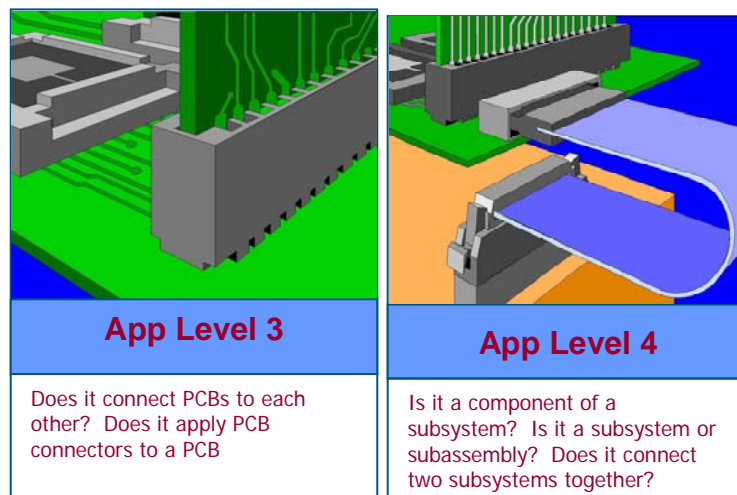 App Level 3
Does it connect PCBs to each
other? Does it apply PCB
connectors to a PCB
App Level 4
Is it a component of a
subsystem? Is it a subsystem or
subassembly? Does it connect
two subsystems together?